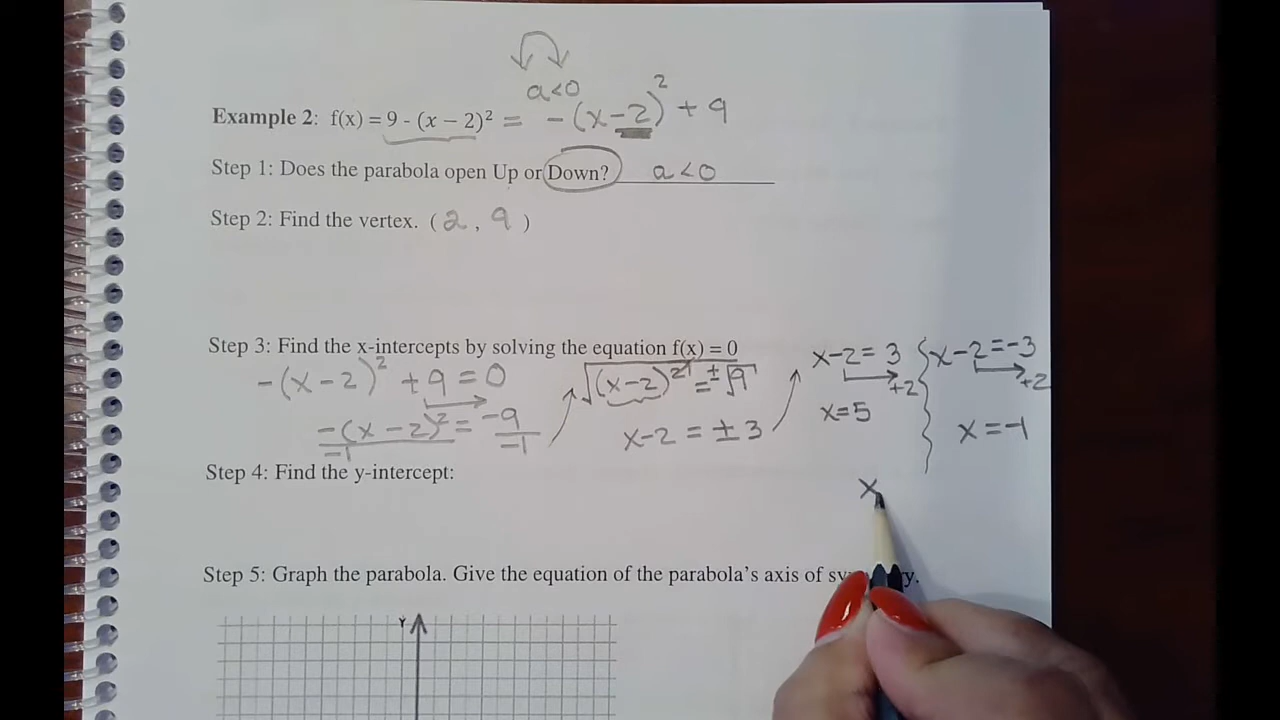 a<0
Example 2: f(x) = 9 - (x – 2)² = -(x-2)² + 9
Step 1: Does the parabola open Up or Down? a<0
Step 2: Find the vertex. (2, 9)
Step 3: Find the x-intercepts by solving the equation f(x) = 0
-(x-2)² + 9 = 0
-(x-2)² = -9
-1 -1
√(x-2)² = ±√9
x-2 = ±3
x-2 = 3
+2
x=5
x-2=-3
+2
x=-1
x
Step 4: Find the y-intercept:
Step 5: Graph the parabola. Give the equation of the parabola’s axis of
Y